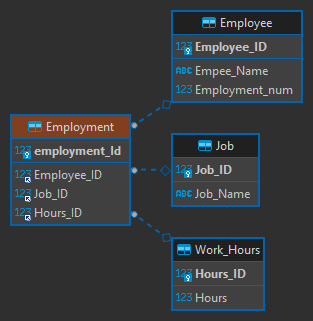 Employee
123 Employee_ID
ABC Empee_Name
123 Employment_num
Employment
123 employment_Id
123 Employee_ID
123 Job_ID
123 Hours_ID
Job
123 Job_ID
ABC Job_Name
Work_Hours
123 Hours_ID
123 Hours